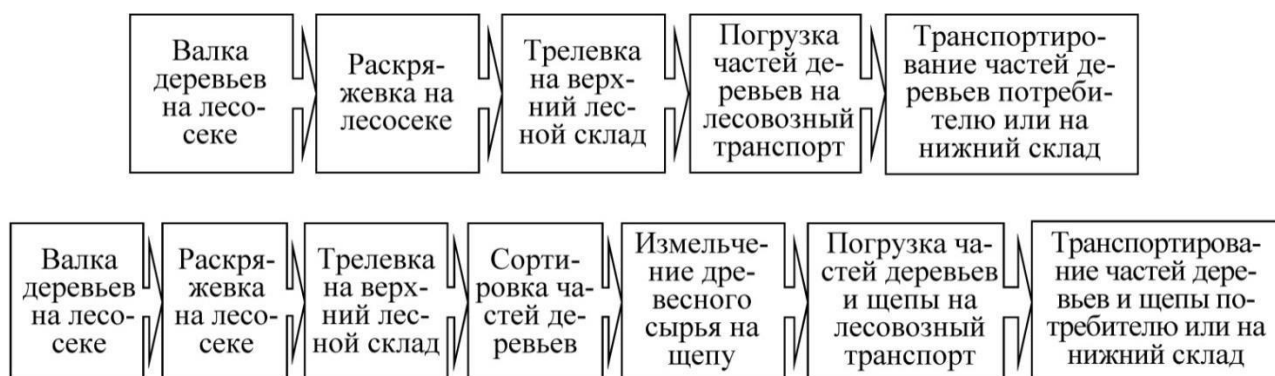 Валка
деревьев
на лесо-
секе
Раскря-
жевка на
лесосеке
Трелевка
на верх-
ний лес-
ной склад
Погрузка
частей де-
ревьев на
лесовозный
транспорт
Транспортиро-
вание частей де-
ревьев потреби-
телю или на
нижний склад
Валка
деревьев
на лесо-
секе
Раскря-
жевка
на лесо-
секе
Трелевка
на верх-
ний лес-
ной склад
Сорти-
ровка ча-
стей де-
ревьев
Измельче-
ние дре-
весного
сырья на
щепу
Погрузка ча-
стей деревьев
и щепы на
лесовозный
транспорт
Транспортирова-
ние частей дере-
вьев и щепы по-
требителю или на
нижний склад